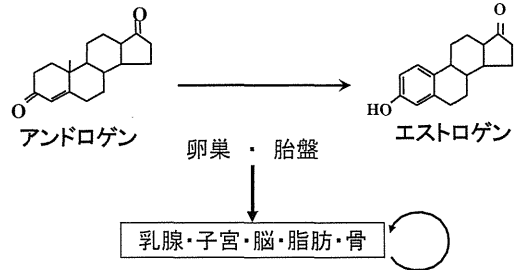 O
O
O
HO
アンドロゲン
エストロゲン
卵巣 ・ 胎盤
乳腺・子宮・脳・脂肪・骨